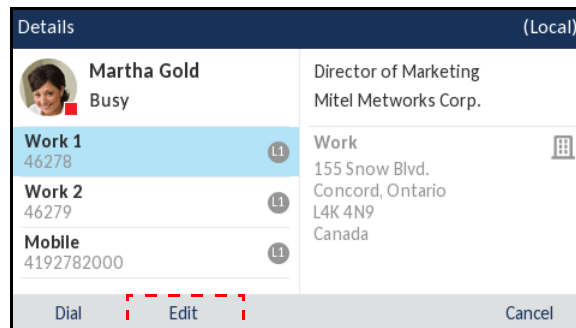 Details (Local)
Martha Gold
Busy
Director of Marketing
Mitel Metworks Corp.
Work 1
46278
L1
Work 2
46279
L1
Mobile
4192782000
L1
Work
155 Snow Blvd.
Concord, Ontario
L4K 4N9
Canada
Dial Edit Cancel